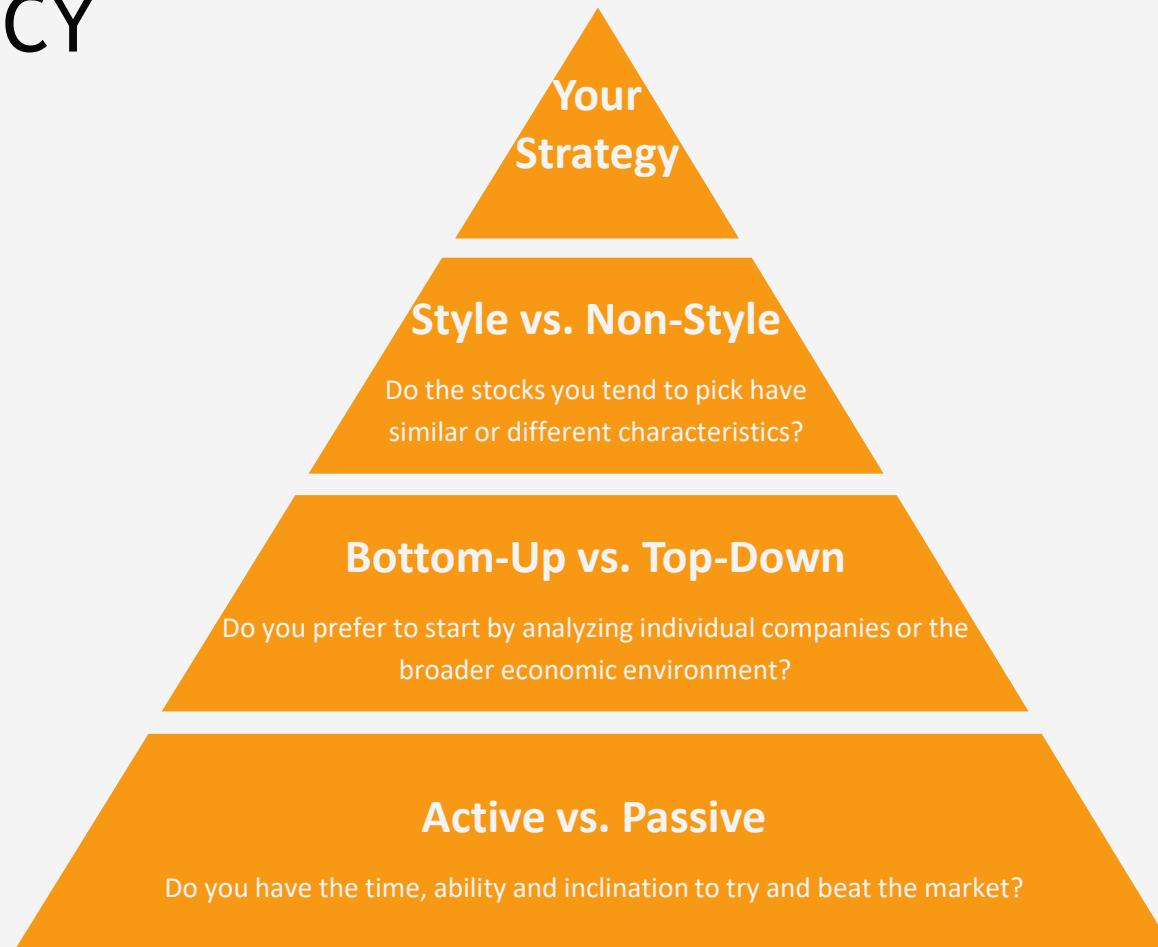 CY
Your
Strategy
Style vs. Non-Style
Do the stocks you tend to pick have
similar or different characteristics?
Bottom-Up vs. Top-Down
Do you prefer to start by analyzing individual companies or the
broader economic environment?
Active vs. Passive
Do you have the time, ability and inclination to try and beat the market?